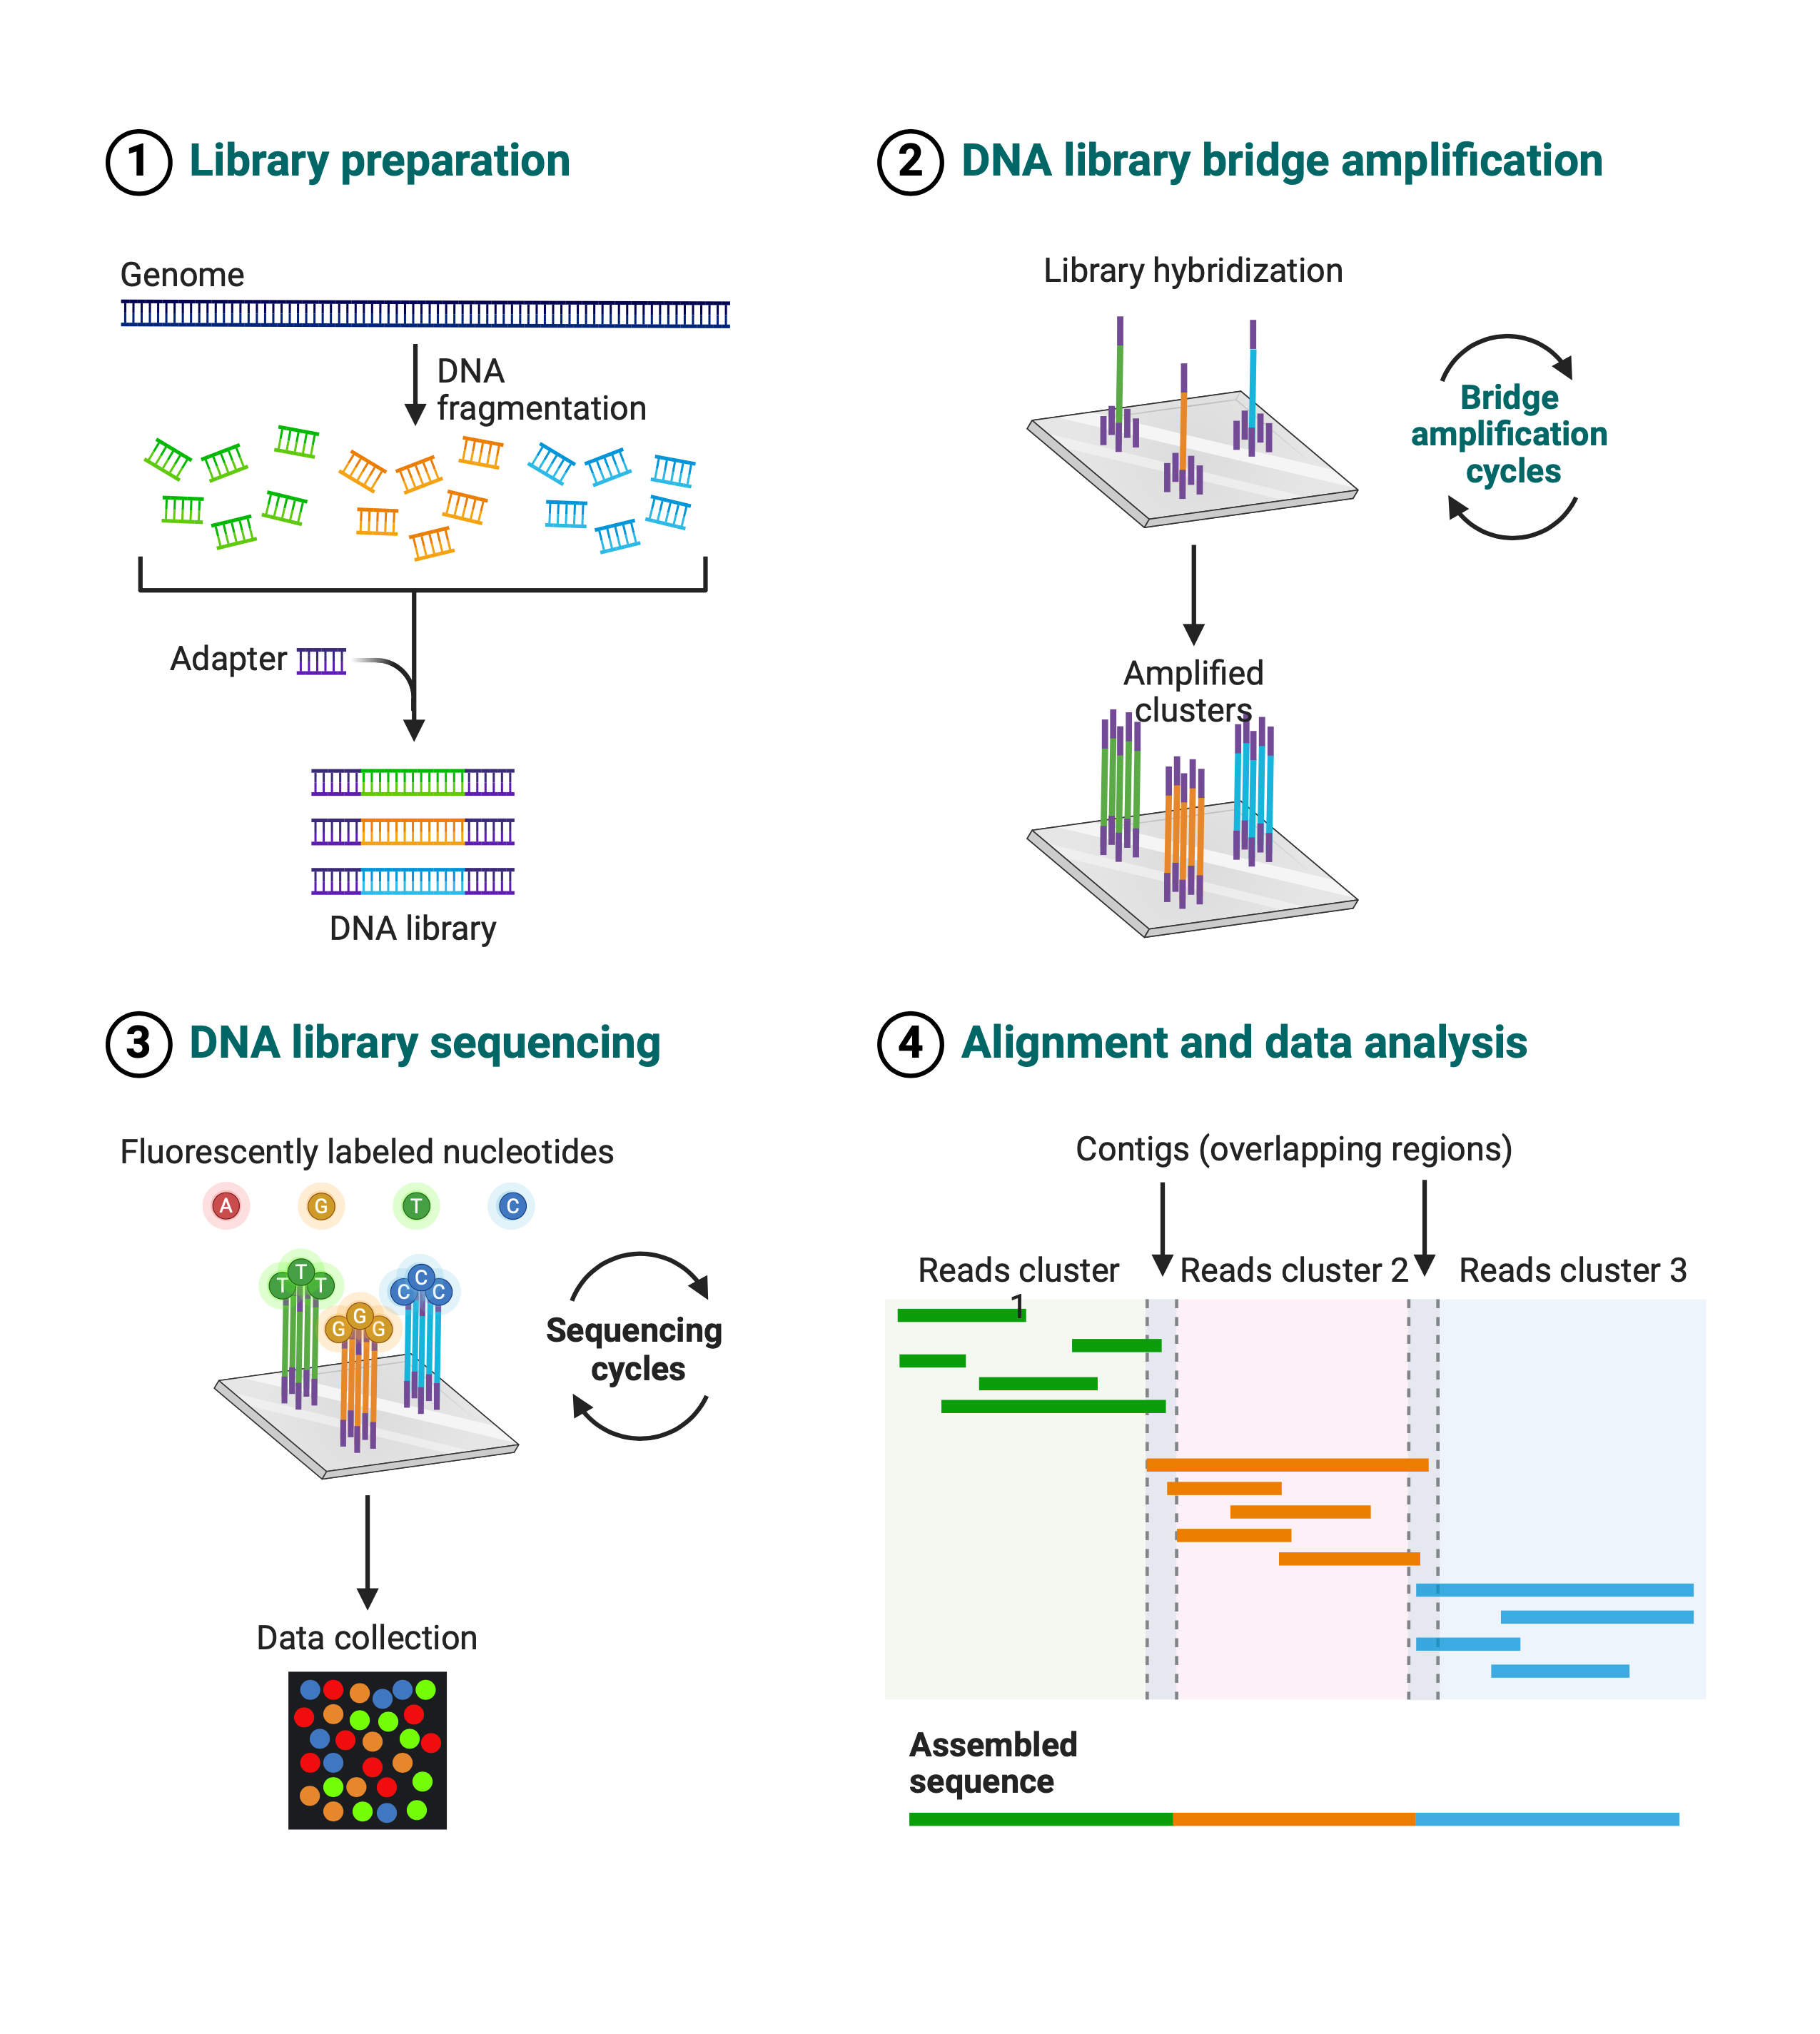 1 Library preparation
Genome
DNA
fragmentation
Adapter
DNA library
2 DNA library bridge amplification
Library hybridization
Bridge
amplification
cycles
Amplified
clusters
3 DNA library sequencing
Fluorescently labeled nucleotides
A G T C
T T T
C C C
G G G
Sequencing
cycles
Data collection
4 Alignment and data analysis
Contigs (overlapping regions)
Reads cluster
1
Reads cluster 2
Reads cluster 3
Assembled
sequence